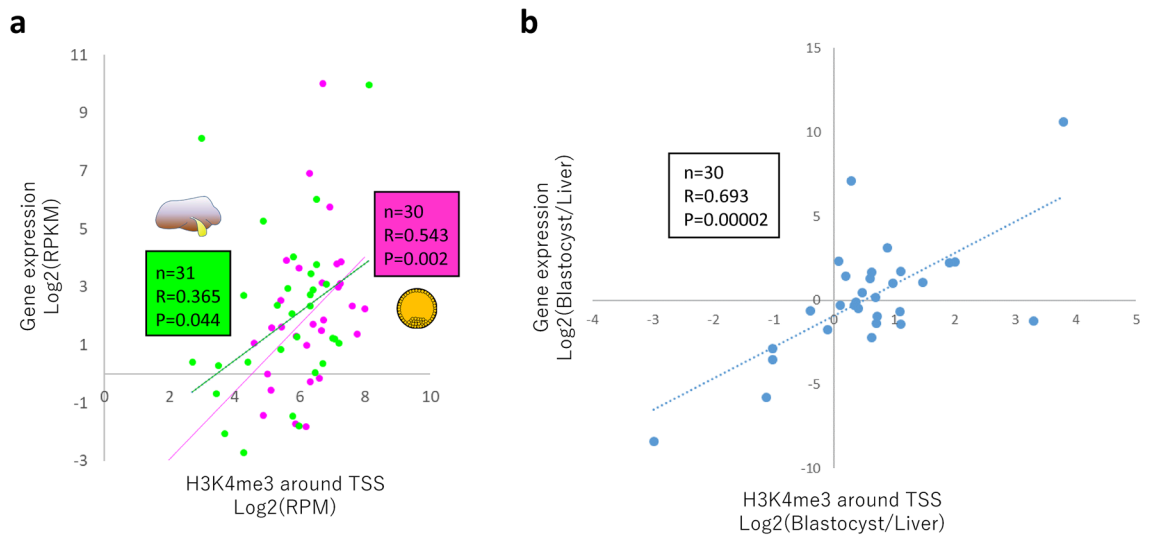 a
11
9
7
5
3
1
-1
-3
0
2
4
6
8
10
Gene expression
Log2(RPKM)
n=31
R=0.365
P=0.044
n=30
R=0.543
P=0.002
H3K4me3 around TSS
Log2(RPM)
b
15
10
5
0
-5
-10
-4
-3
-2
-1
0
1
2
3
4
5
Gene expression
Log2(Blastocyst/Liver)
n=30
R=0.693
P=0.00002
H3K4me3 around TSS
Log2(Blastocyst/Liver)